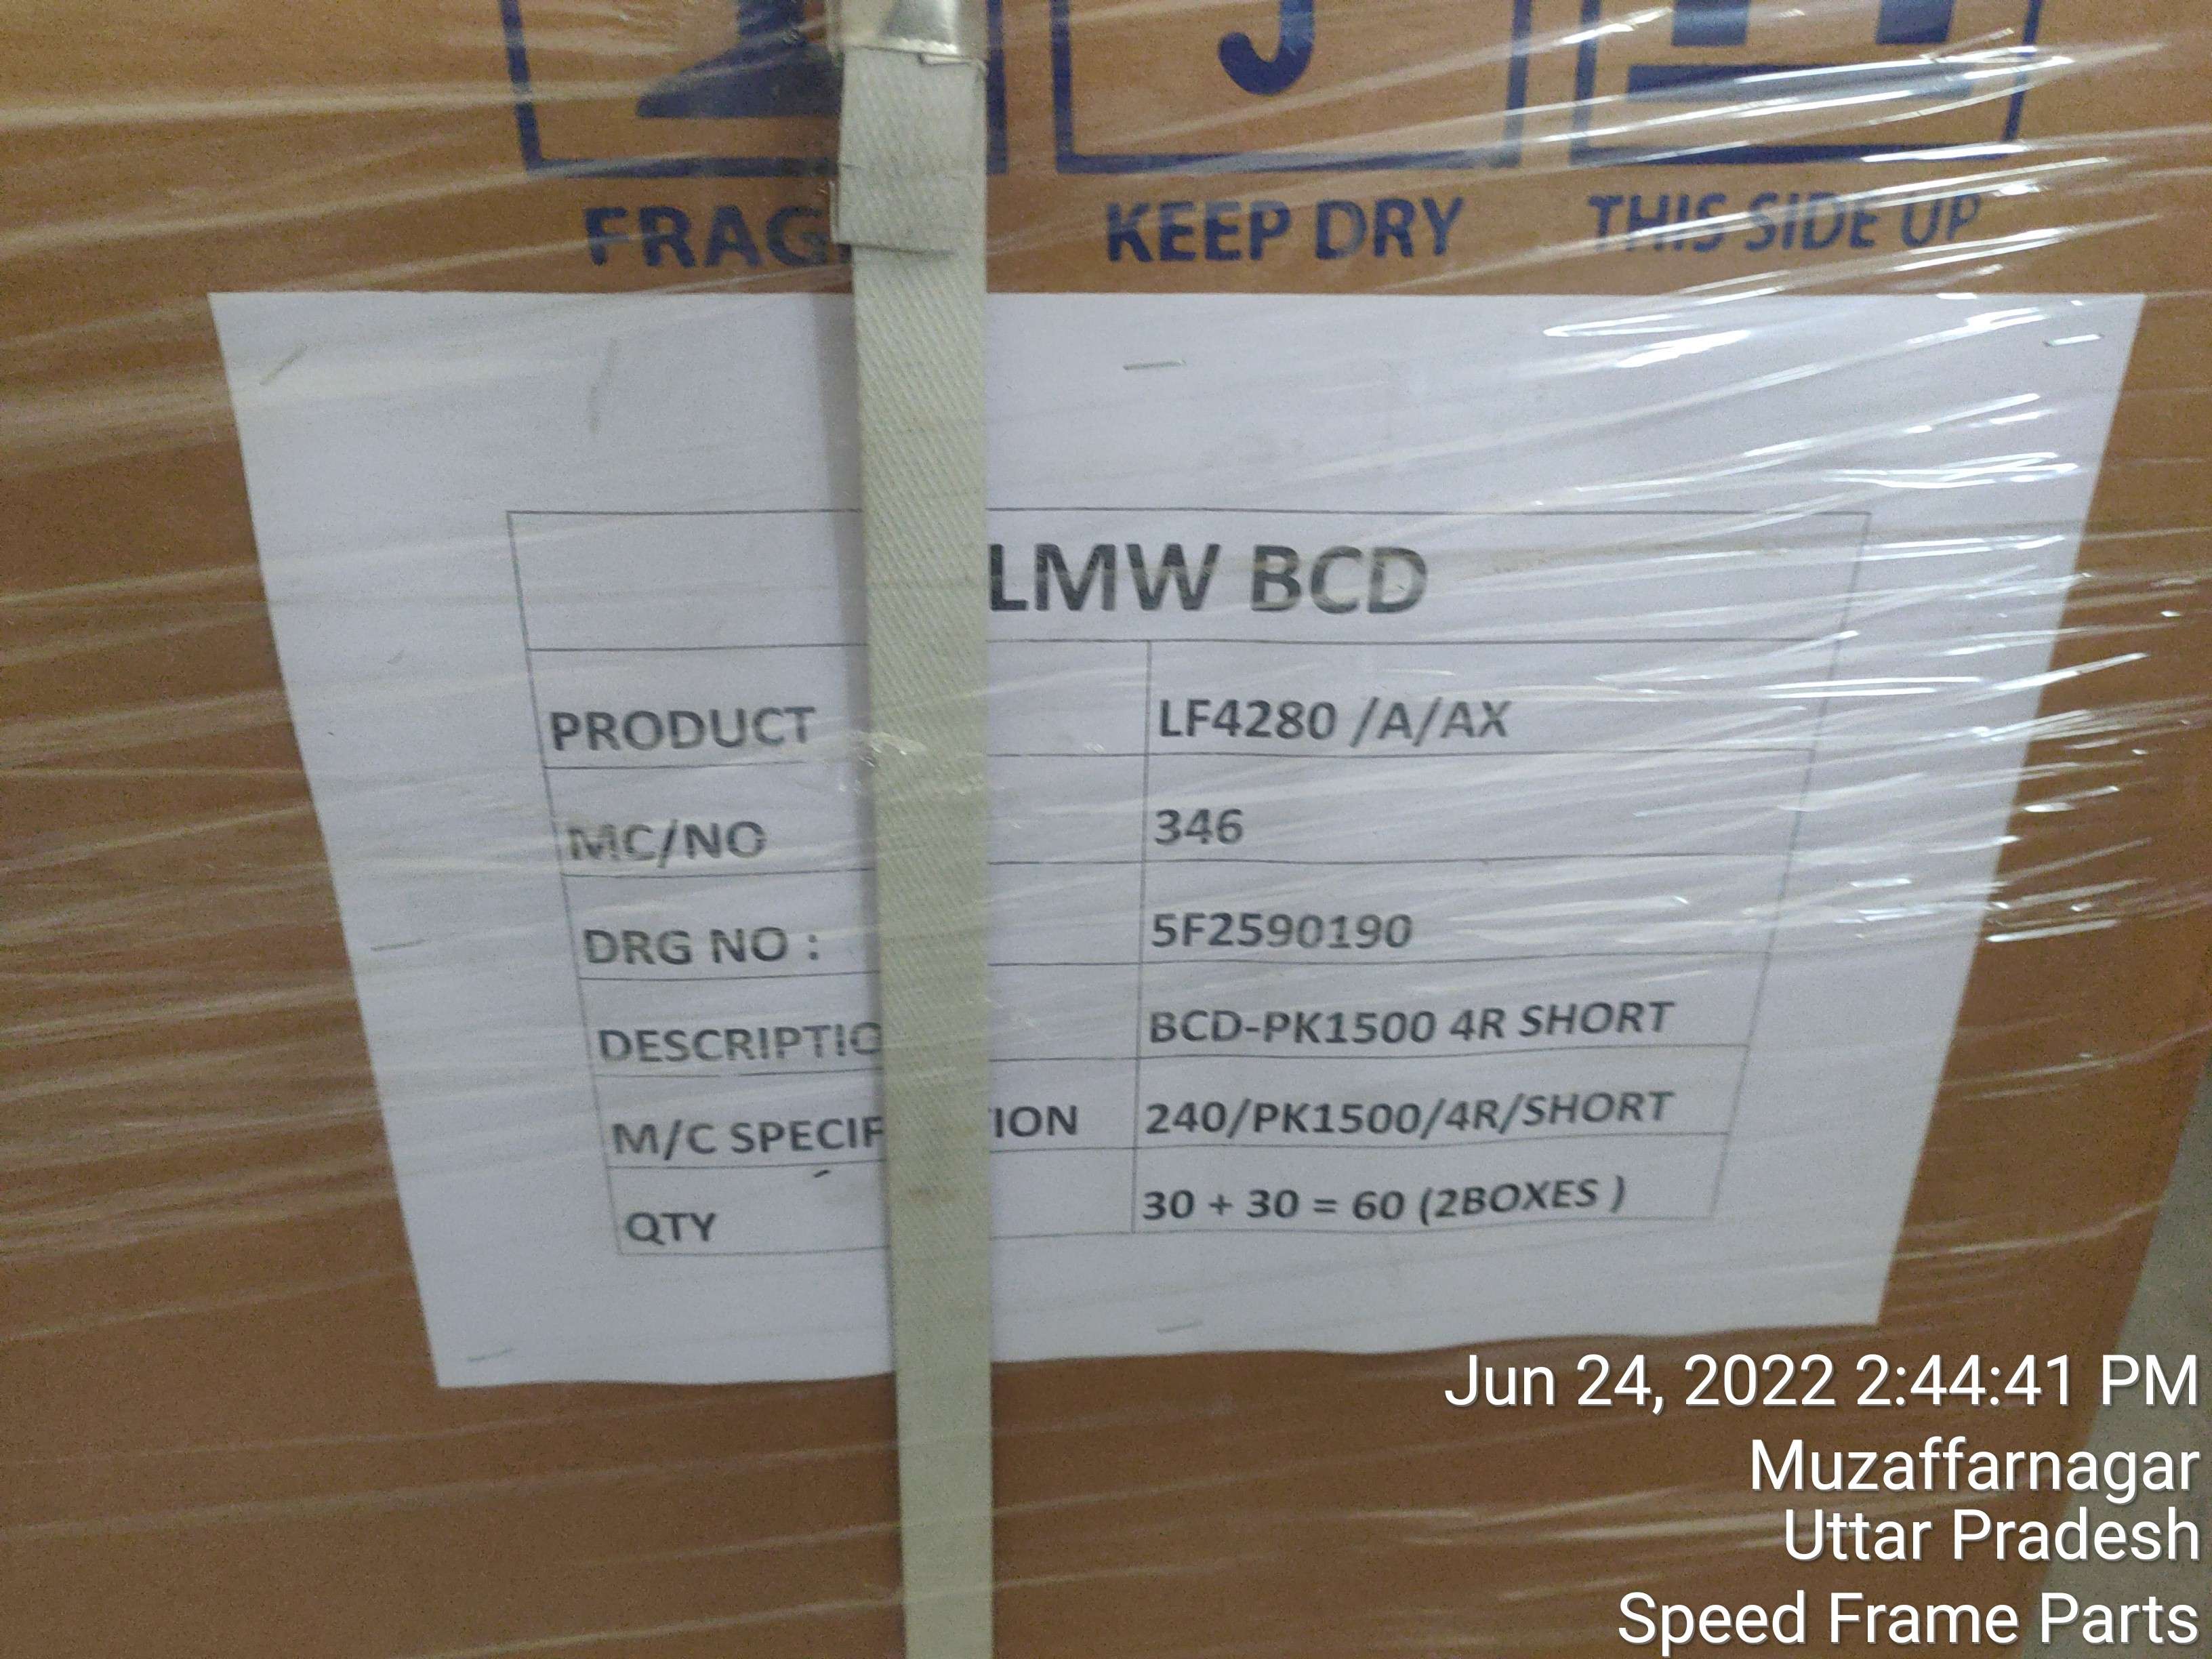 FRAG
KEEP DRY
THIS SIDE UP
LMW BCD
PRODUCT LF4280 /A/AX
MC/NO 346
DRG NO : 5F2590190
DESCRIPTIO BCD-PK1500 4R SHORT
M/C SPECIF ION 240/PK1500/4R/SHORT
QTY 30 + 30 = 60 (2BOXES )
Jun 24, 2022 2:44:41 PM
Muzaffarnagar
Uttar Pradesh
Speed Frame Parts